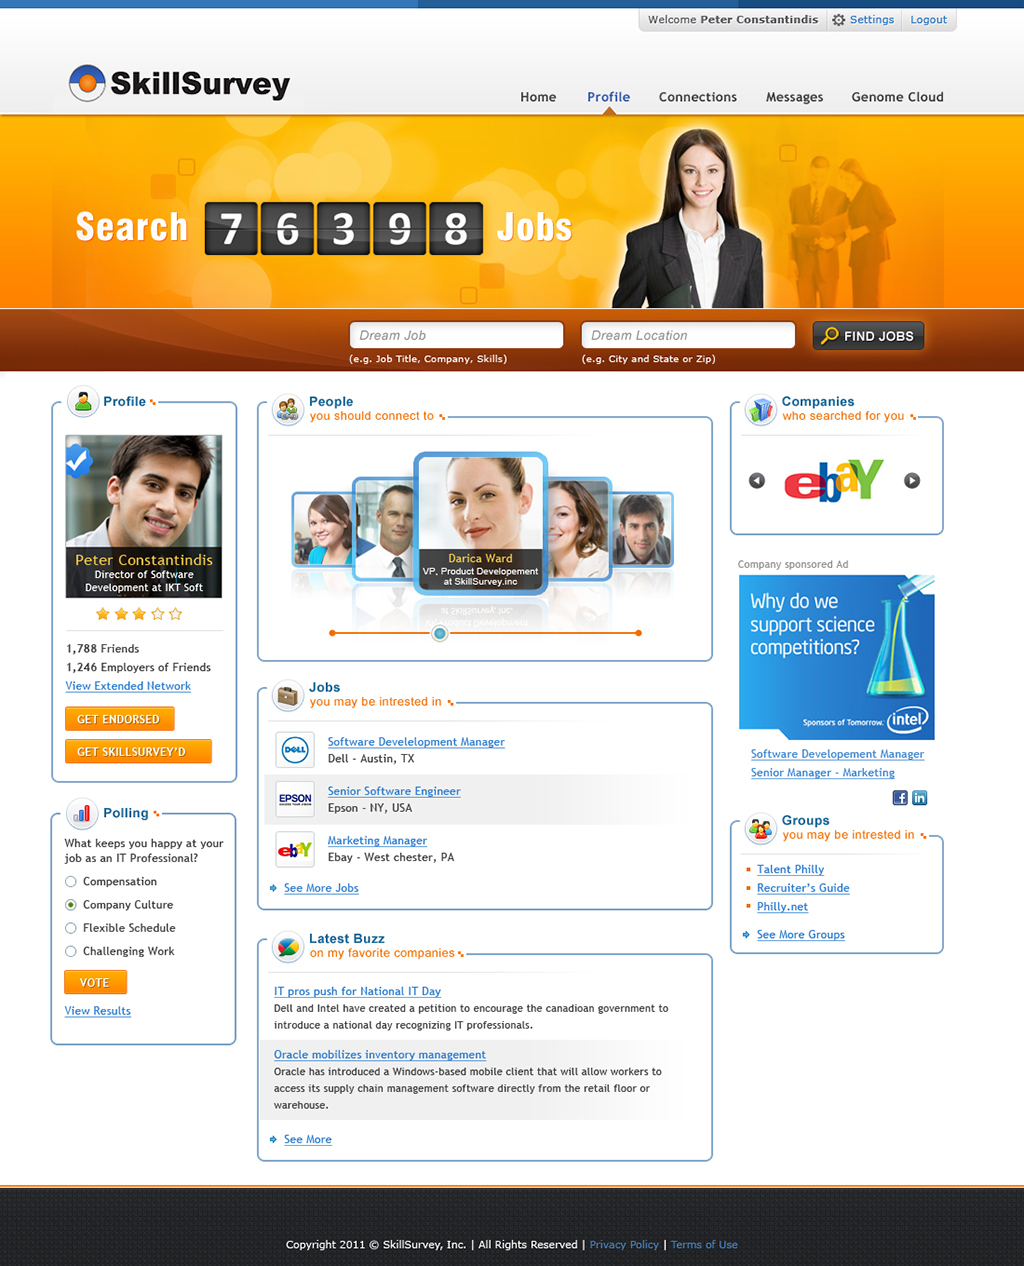 Welcome Peter Constantindis Settings Logout
SkillSurvey
Home Profile Connections Messages Genome Cloud
Search 7 6 3 9 8 Jobs
Dream Job Dream Location FIND JOBS
(e.g. Job Title, Company, Skills) (e.g. City and State or Zip)
Profile
Peter Constantindis
Director of Software
Development at IKT Soft
1,788 Friends
1,246 Employers of Friends
View Extended Network
GET ENDORSED
GET SKILLSURVEY'D
Polling
What keeps you happy at your
job as an IT Professional?
Compensation
Company Culture
Flexible Schedule
Challenging Work
VOTE
View Results
People
you should connect to
Darica Ward
VP, Product Developement
at SkillSurvey.inc
Jobs
you may be intrested in
DELL
Software Develelopment Manager
Dell - Austin, TX
EPSON
Senior Software Engineer
Epson - NY, USA
ebay
Marketing Manager
Ebay - West chester, PA
See More Jobs
Latest Buzz
on my favorite companies
IT pros push for National IT Day
Dell and Intel have created a petition to encourage the canadioan government to
introduce a national day recognizing IT professionals.
Oracle mobilizes inventory management
Oracle has introduced a Windows-based mobile client that will allow workers to
access its supply chain management software directly from the retail floor or
warehouse.
See More
Companies
who searched for you
ebaY
Company sponsored Ad
Why do we
support science
competitions?
Sponsors of Tomorrow. intel
Software Developement Manager
Senior Manager - Marketing
f in
Groups
you may be intrested in
Talent Philly
Recruiter's Guide
Philly.net
See More Groups
Copyright 2011 © SkillSurvey, Inc. | All Rights Reserved | Privacy Policy | Terms of Use